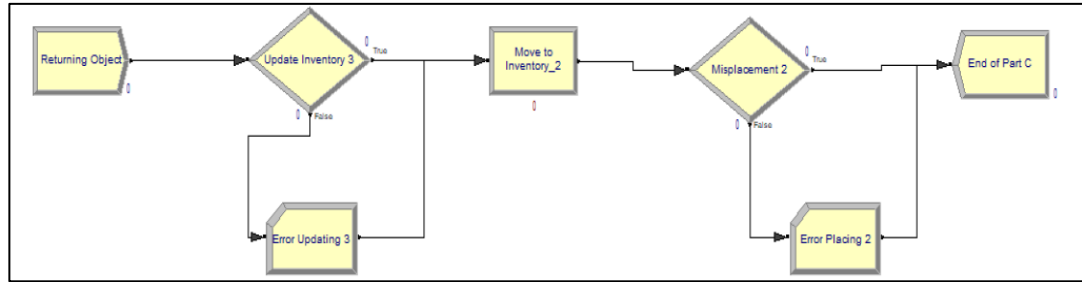 Returning Object
0
Update Inventory 3
0
True
0
False
Error Updating 3
Move to
Inventory_2
0
Misplacement 2
0
True
0
False
Error Placing 2
End of Part C
0